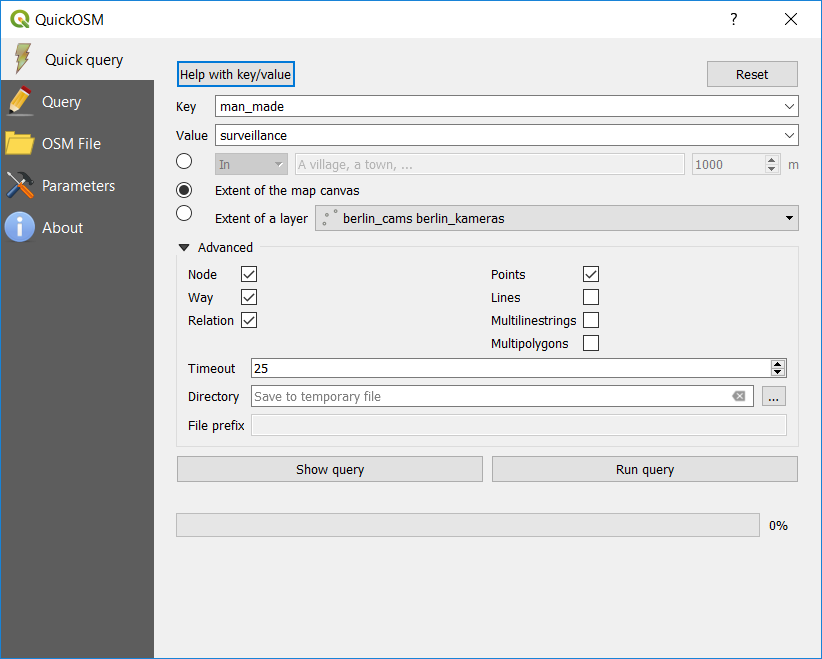 QuickOSM ?
Quick query
Query
OSM File
Parameters
About
Help with key/value Reset
Key man_made
Value surveillance
In A village, a town, ... 1000 m
Extent of the map canvas
Extent of a layer berlin_cams berlin_kameras
Advanced
Node Points
Way Lines
Relation Multilinestrings
Multipolygons
Timeout 25
Directory Save to temporary file ...
File prefix
Show query Run query
0%